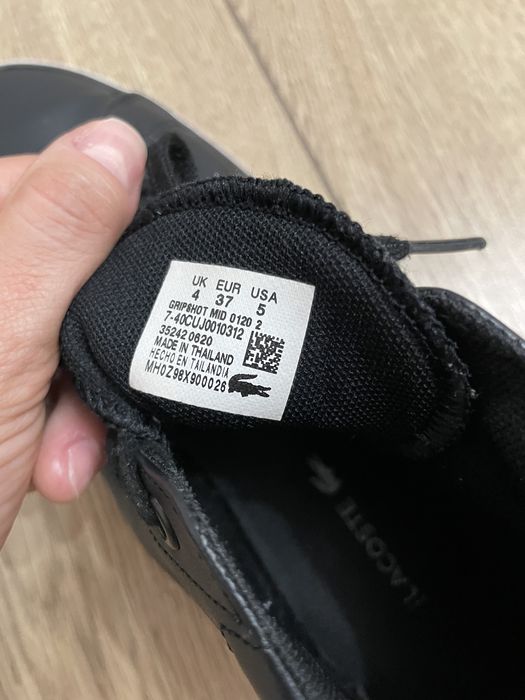 UK EUR USA
4 37 5
GRIPSHOT MID 0120 2
7-40CUJ0010312
35242 0620
MADE IN THAILAND
HECHO EN TAILANDIA
MH0Z96X900026
LACOSTE